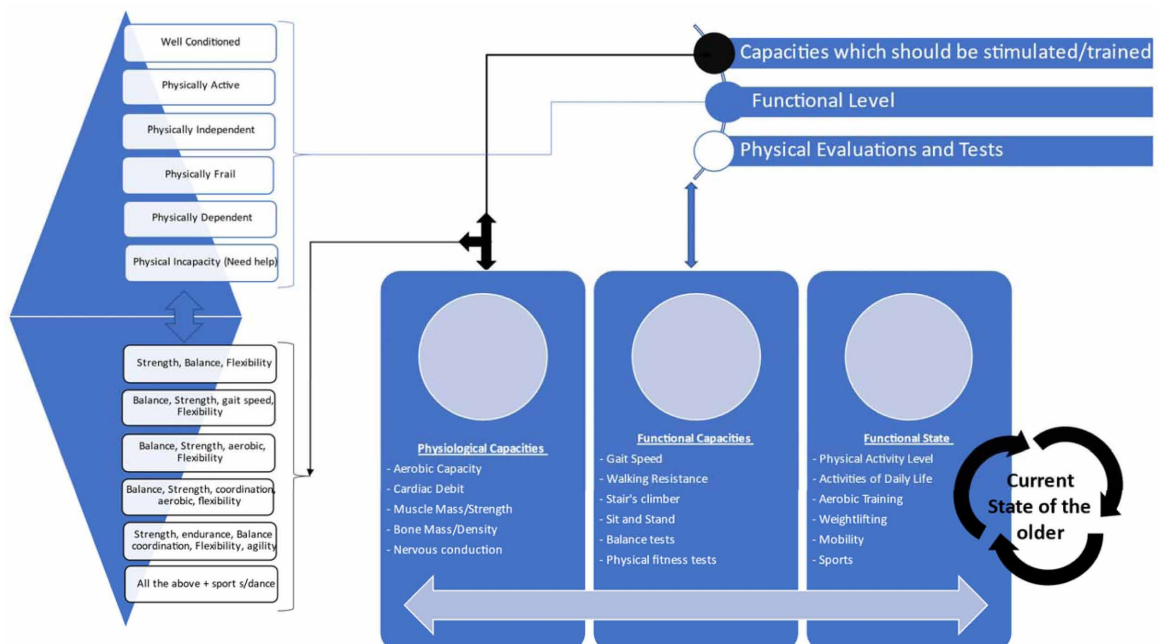 Well Conditioned
Physically Active
Physically Independent
Physically Frail
Physically Dependent
Physical Incapacity (Need help)
Strength, Balance, Flexibility
Balance, Strength, gait speed,
Flexibility
Balance, Strength, aerobic,
Flexibility
Balance, Strength, coordination,
aerobic, flexibility
Strength, endurance, Balance
coordination, Flexibility, agility
All the above + sport s/dance
Capacities which should be stimulated/trained
Functional Level
Physical Evaluations and Tests
Physiological Capacities
- Aerobic Capacity
- Cardiac Debit
- Muscle Mass/Strength
- Bone Mass/Density
- Nervous conduction
Functional Capacities
- Gait Speed
- Walking Resistance
- Stair's climber
- Sit and Stand
- Balance tests
- Physical fitness tests
Functional State
- Physical Activity Level
- Activities of Daily Life
- Aerobic Training
- Weightlifting
- Mobility
- Sports
Current
State of the
older